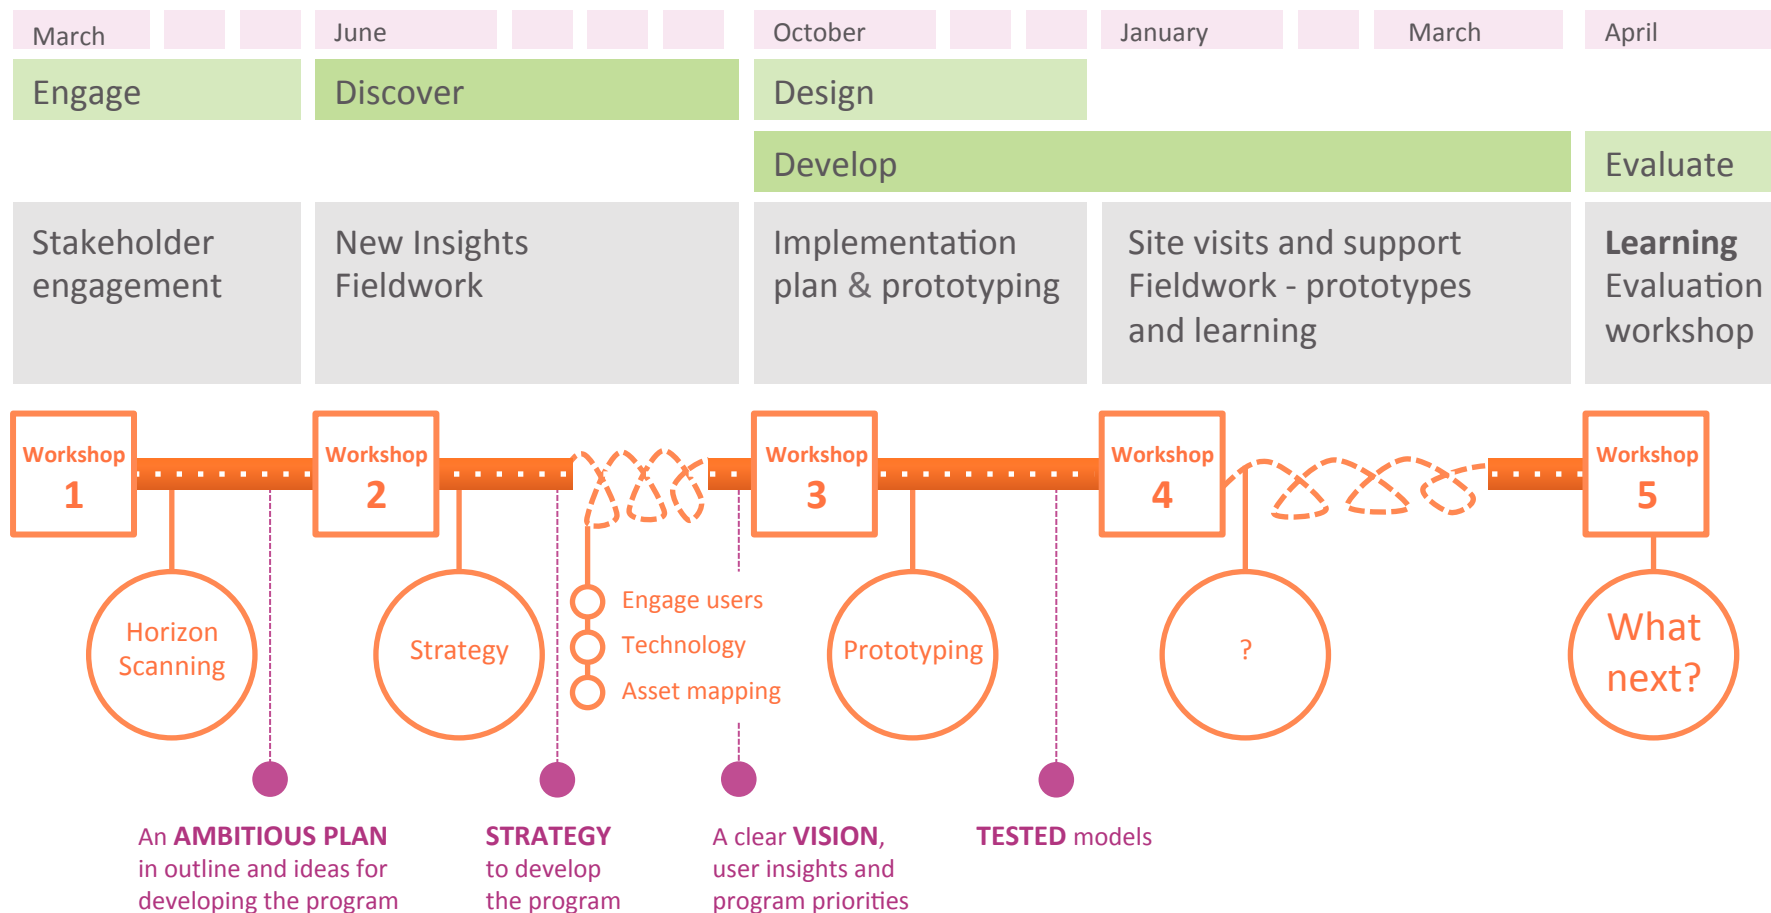 March
June
October
January
March
April
Engage
Discover
Design
Develop
Evaluate
Stakeholder
engagement
New Insights
Fieldwork
Implementation
plan & prototyping
Site visits and support
Fieldwork - prototypes
and learning
Learning
Evaluation
workshop
Workshop
1
Workshop
2
Workshop
3
Workshop
4
Workshop
5
Horizon
Scanning
Strategy
Engage users
Technology
Asset mapping
Prototyping
?
What
next?
An AMBITIOUS PLAN
in outline and ideas for
developing the program
STRATEGY
to develop
the program
A clear VISION,
user insights and
program priorities
TESTED models